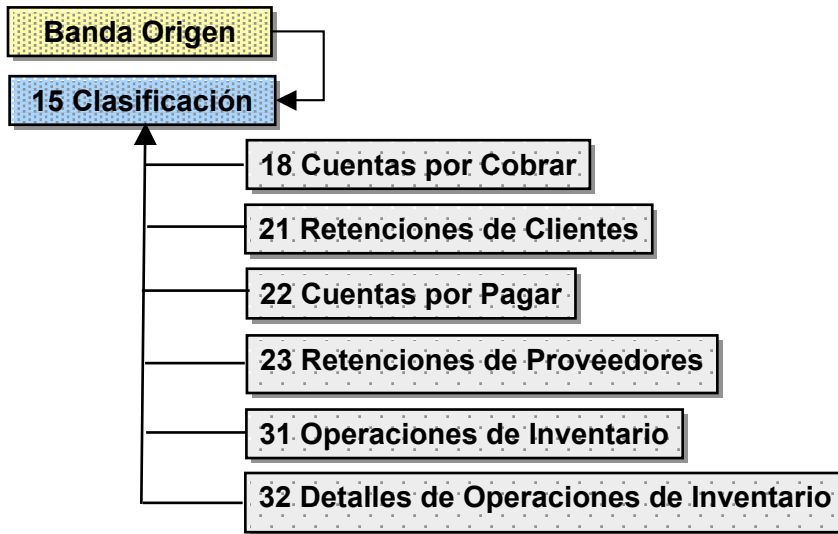 Banda Origen
15 Clasificación
18 Cuentas por Cobrar
21 Retenciones de Clientes
22 Cuentas por Pagar
23 Retenciones de Proveedores
31 Operaciones de Inventario
32 Detalles de Operaciones de Inventario